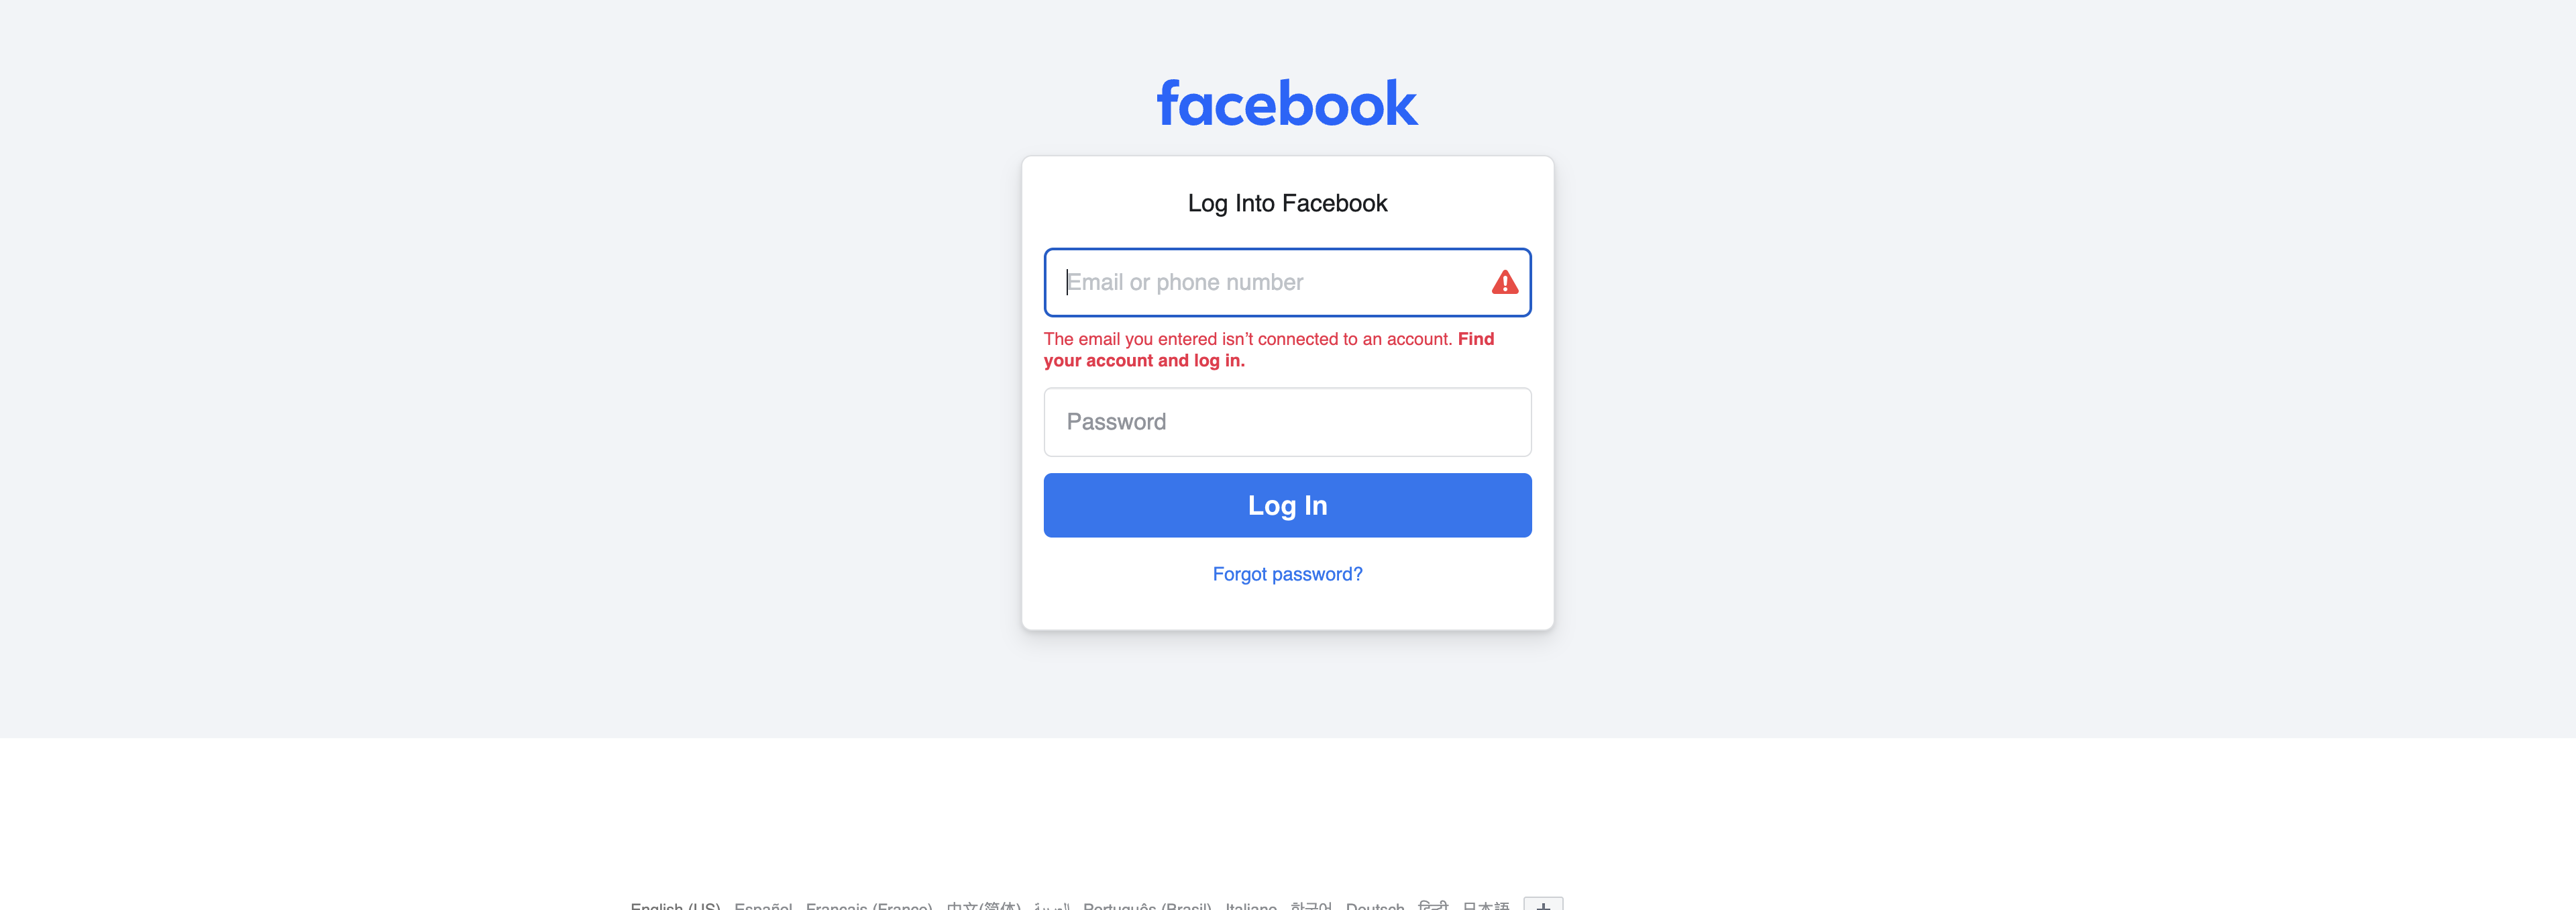 facebook
Log Into Facebook
Email or phone number
The email you entered isn’t connected to an account. Find
your account and log in.
Password
Log In
Forgot password?
English (US) Español Français (France) 中文(简体) العربية Português (Brasil) Italiano 한국어 Deutsch हिन्दी 日本語